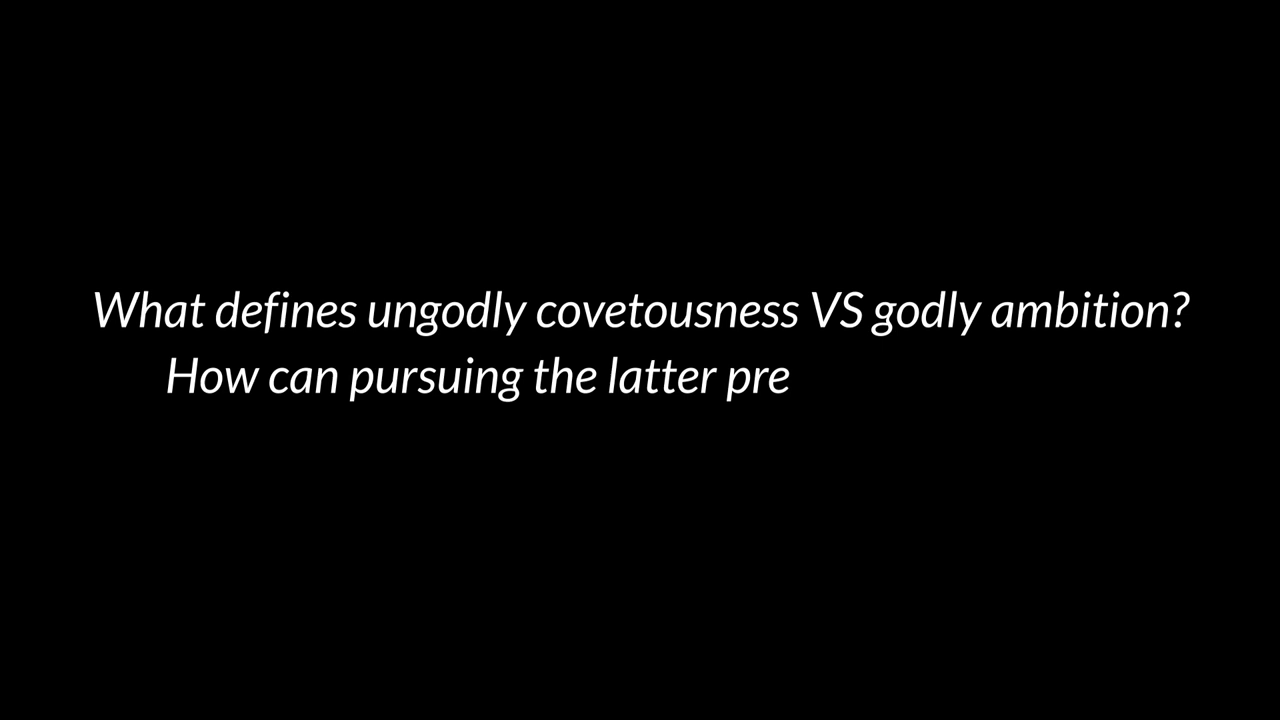 What defines ungodly covetousness VS godly ambition?
How can pursuing the latter pre